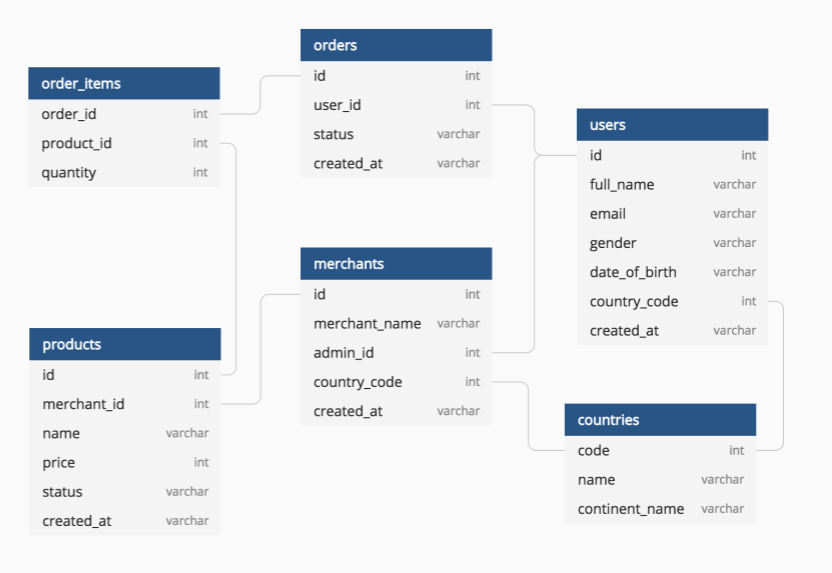 orders
id int
user_id int
status varchar
created_at varchar
order_items
order_id int
product_id int
quantity int
users
id int
full_name varchar
email varchar
gender varchar
date_of_birth varchar
country_code int
created_at varchar
merchants
id int
merchant_name varchar
admin_id int
country_code int
created_at varchar
products
id int
merchant_id int
name varchar
price int
status varchar
created_at varchar
countries
code int
name varchar
continent_name varchar